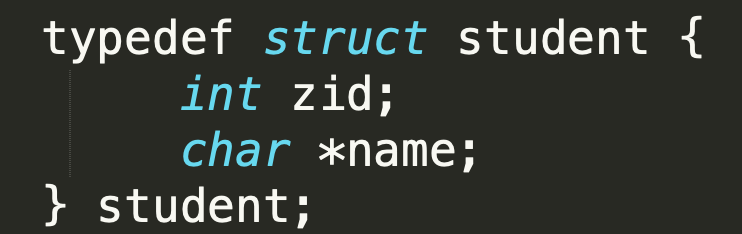 typedef struct student {
int zid;
char *name;
} student;